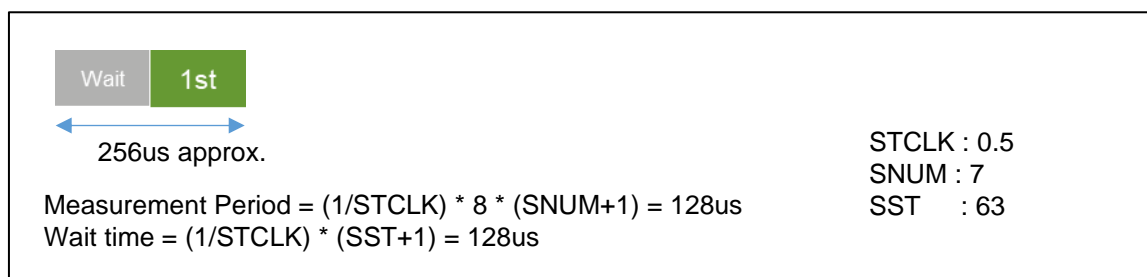 Wait 1st
256us approx.
STCLK : 0.5
SNUM : 7
SST : 63
Measurement Period = (1/STCLK) * 8 * (SNUM+1) = 128us
Wait time = (1/STCLK) * (SST+1) = 128us